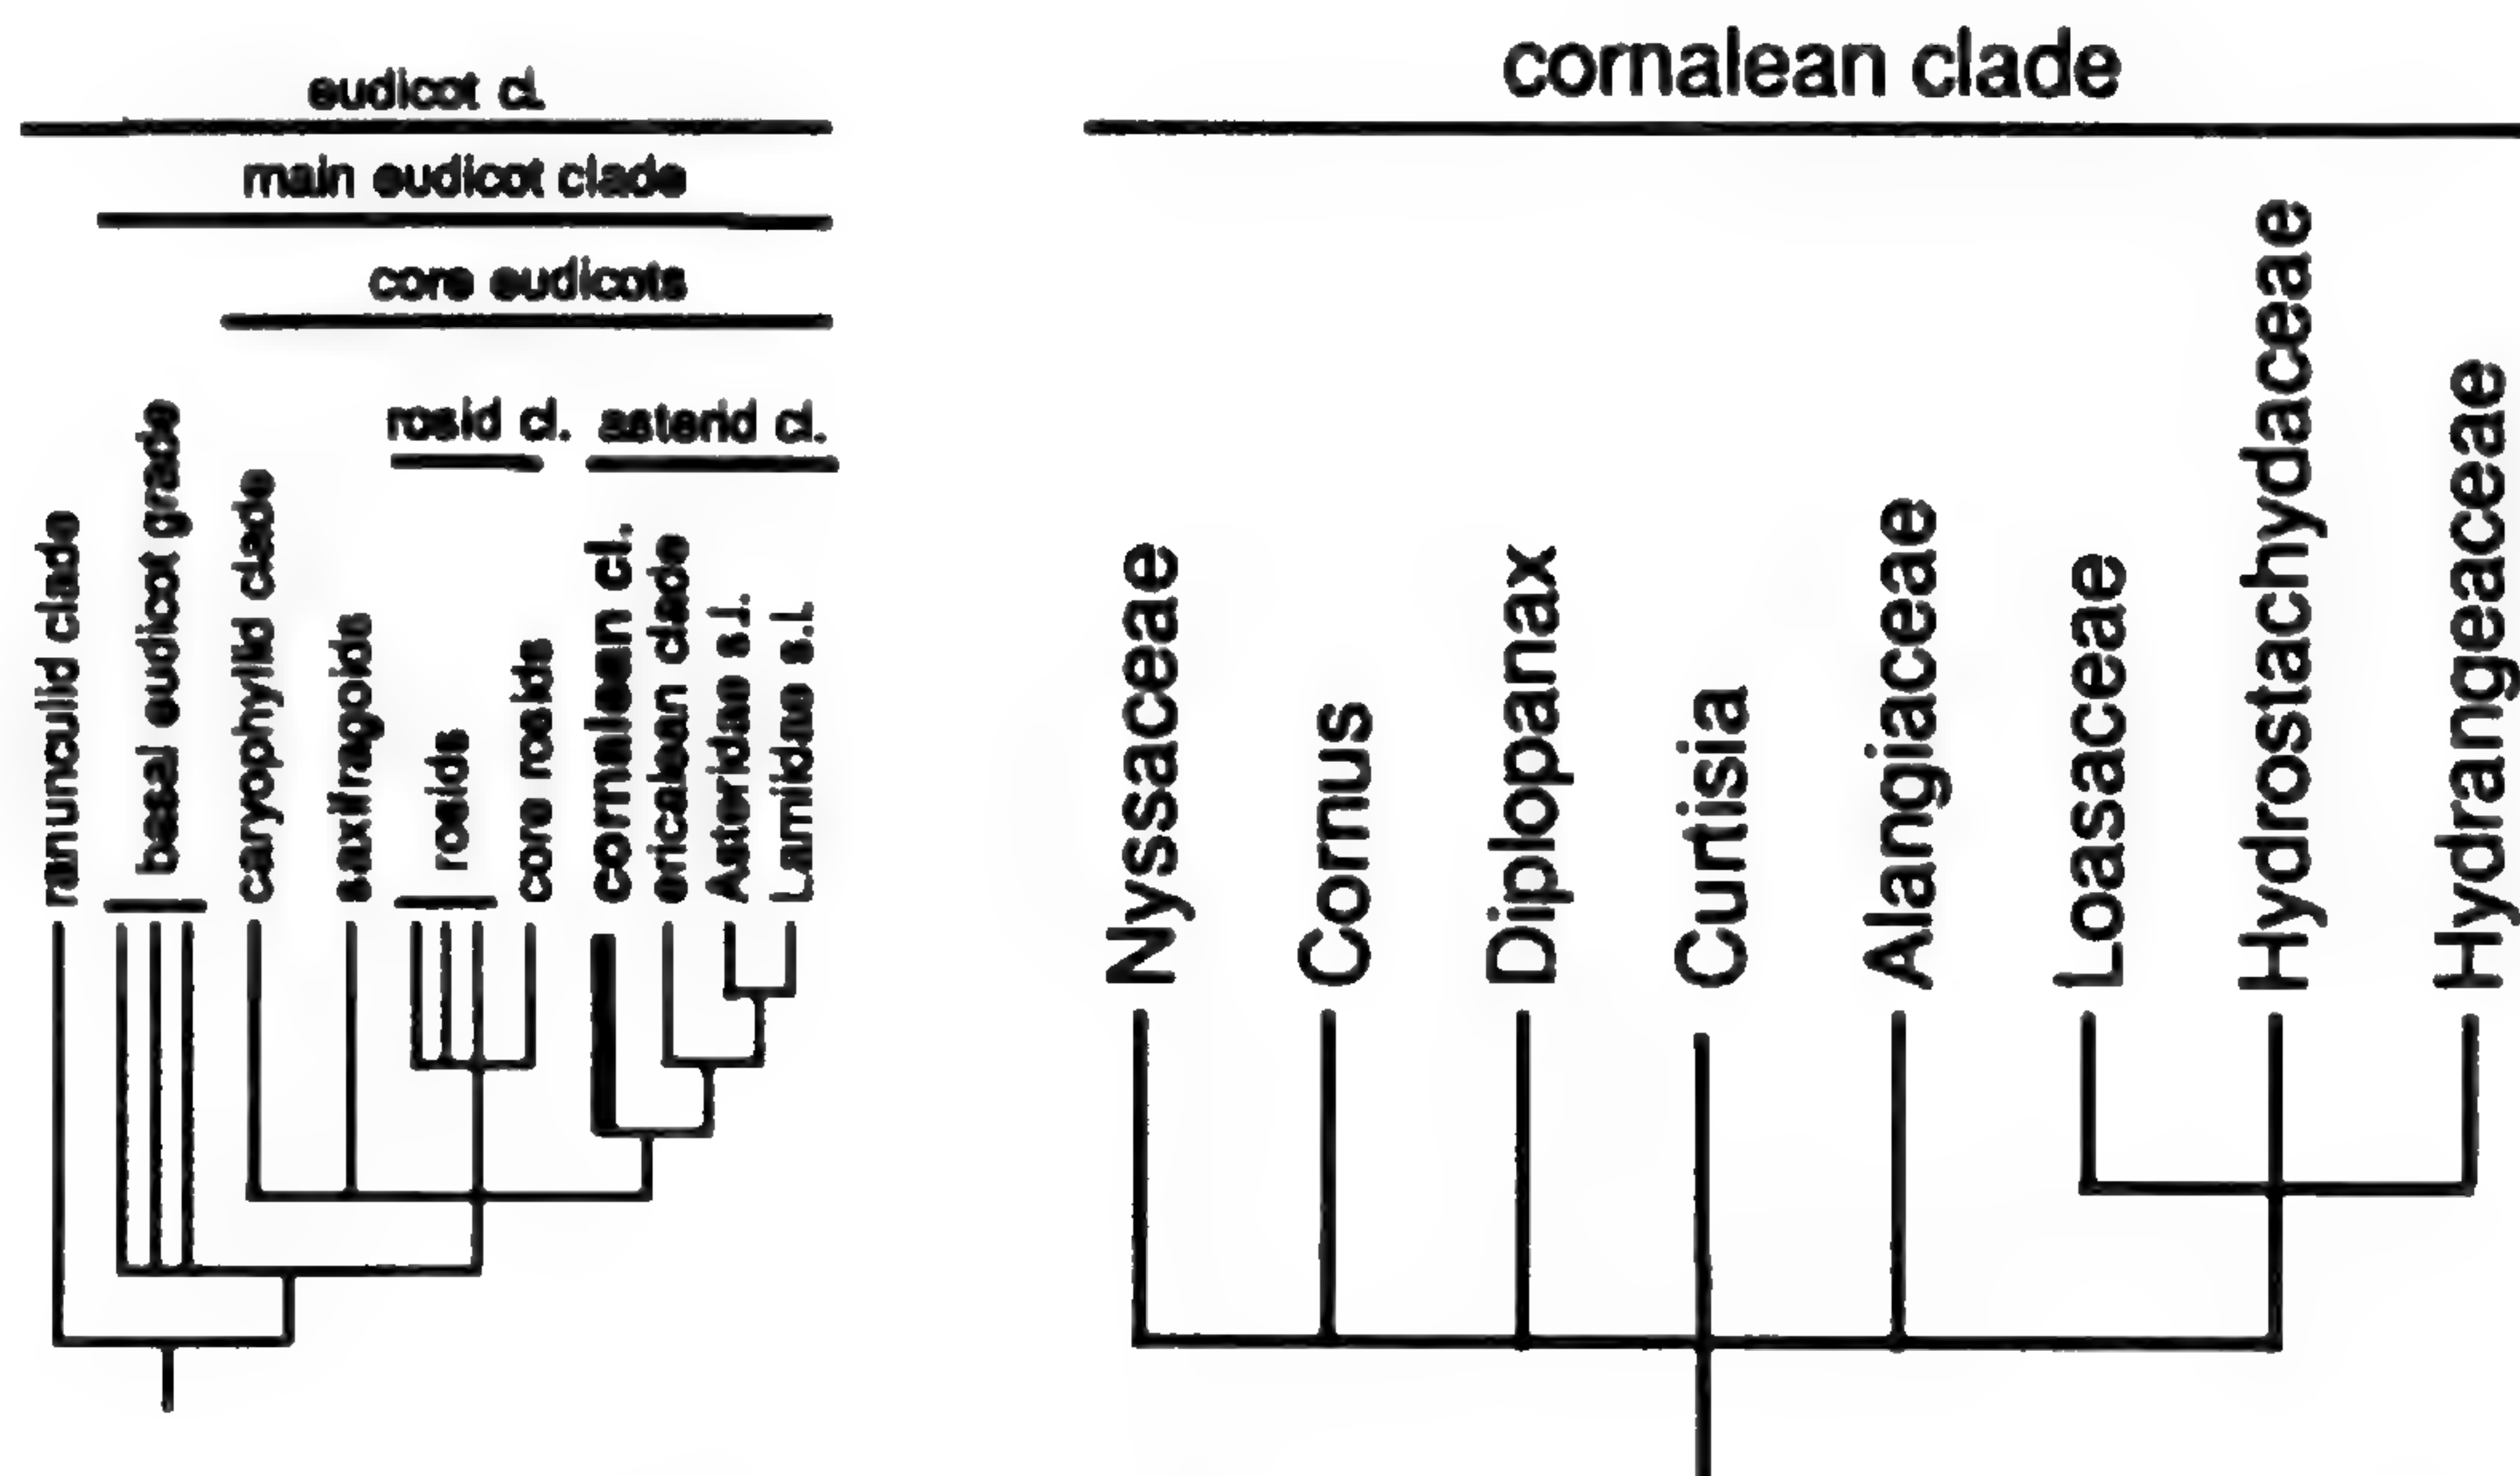 eudicot cl.
main eudicot clade
core eudicots
rosid cl.
asterid cl.
ranunculid clade
basal eudicot grade
caryophyllid clade
saxifragoids
rosids
core rosids
cornalean cl.
ericalean clade
Asteridae s.l.
Lamiidae s.l.
cornalean clade
Nyssaceae
Cornus
Diplopanax
Curtisia
Alangiaceae
Loasaceae
Hydrostachydaceae
Hydrangeaceae